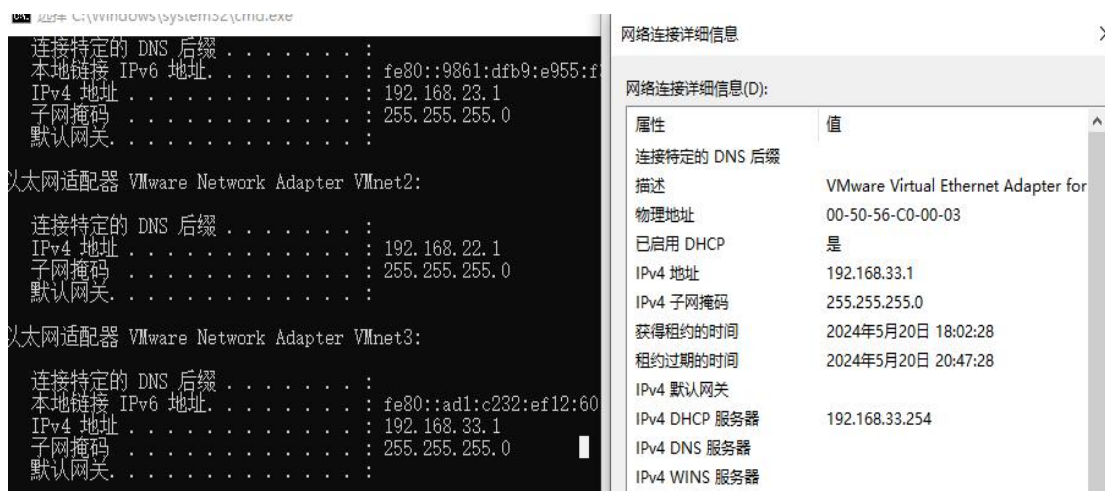 选择 C:\Windows\system32\cmd.exe
连接特定的 DNS 后缀 . . . . . . . :
本地链接 IPv6 地址. . . . . . . . : fe80::9861:dfb9:e955:f
IPv4 地址 . . . . . . . . . . . . : 192.168.23.1
子网掩码 . . . . . . . . . . . . : 255.255.255.0
默认网关. . . . . . . . . . . . . :
以太网适配器 VMware Network Adapter VMnet2:
连接特定的 DNS 后缀 . . . . . . . :
IPv4 地址 . . . . . . . . . . . . : 192.168.22.1
子网掩码 . . . . . . . . . . . . : 255.255.255.0
默认网关. . . . . . . . . . . . . :
以太网适配器 VMware Network Adapter VMnet3:
连接特定的 DNS 后缀 . . . . . . . :
本地链接 IPv6 地址. . . . . . . . : fe80::ad1:c232:ef12:60
IPv4 地址 . . . . . . . . . . . . : 192.168.33.1
子网掩码 . . . . . . . . . . . . : 255.255.255.0
默认网关. . . . . . . . . . . . . :
网络连接详细信息
网络连接详细信息(D):
属性 值
连接特定的 DNS 后缀
描述 VMware Virtual Ethernet Adapter for
物理地址 00-50-56-C0-00-03
已启用 DHCP 是
IPv4 地址 192.168.33.1
IPv4 子网掩码 255.255.255.0
获得租约的时间 2024年5月20日 18:02:28
租约过期的时间 2024年5月20日 20:47:28
IPv4 默认网关
IPv4 DHCP 服务器 192.168.33.254
IPv4 DNS 服务器
IPv4 WINS 服务器